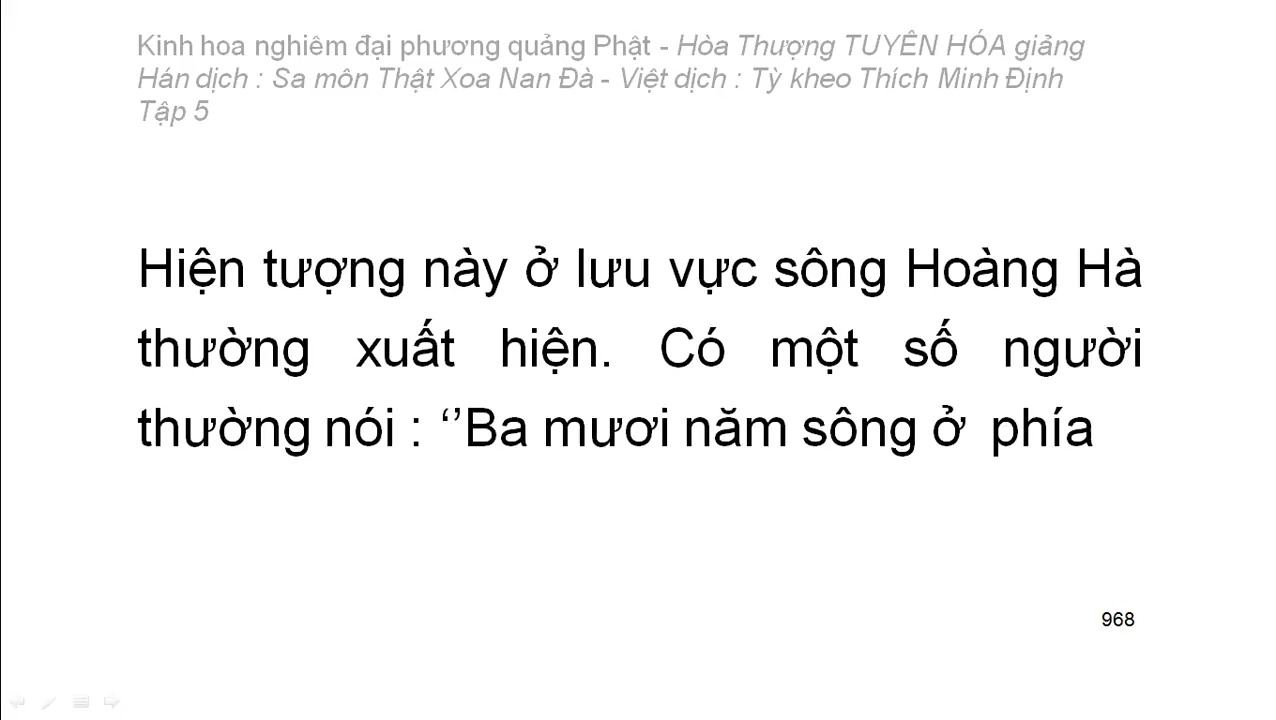 Kinh hoa nghiêm đại phương quảng Phật - Hòa Thượng TUYÊN HÓA giảng
Hán dịch : Sa môn Thật Xoa Nan Đà - Việt dịch : Tỳ kheo Thích Minh Định
Tập 5
Hiện tượng này ở lưu vực sông Hoàng Hà
thường xuất hiện. Có một số người
thường nói : ‘’Ba mươi năm sông ở phía
968